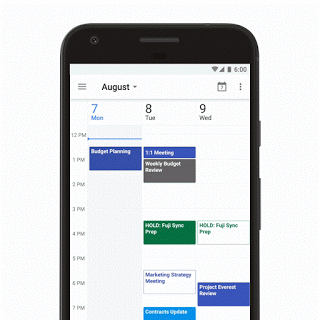 6:00
August
7
7 8 9
Mon Tue Wed
12 PM
1 PM
2 PM
3 PM
4 PM
5 PM
6 PM
7 PM
Budget Planning
1:1 Meeting
Weekly Budget
Review
HOLD: Fuji Sync
Prep
Marketing Strategy
Meeting
Contracts Update
HOLD: Fuji Sync
Prep
Project Everest
Review